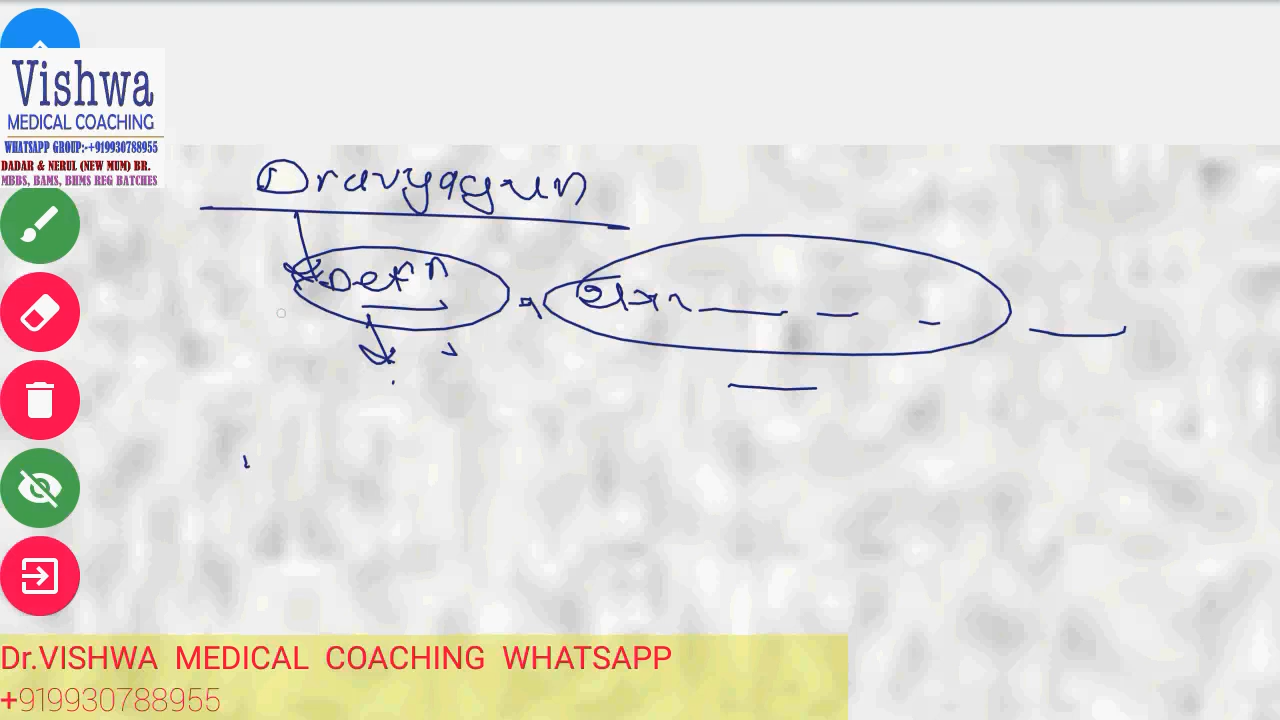 Vishwa
MEDICAL COACHING
WHATSAPP GROUP:-+919930788955
DADAR & NERUL (NEW MUM) BR.
MBBS, BAMS, BHMS REG BATCHES
Dravyagun
Defn
Dr.VISHWA MEDICAL COACHING WHATSAPP
+919930788955